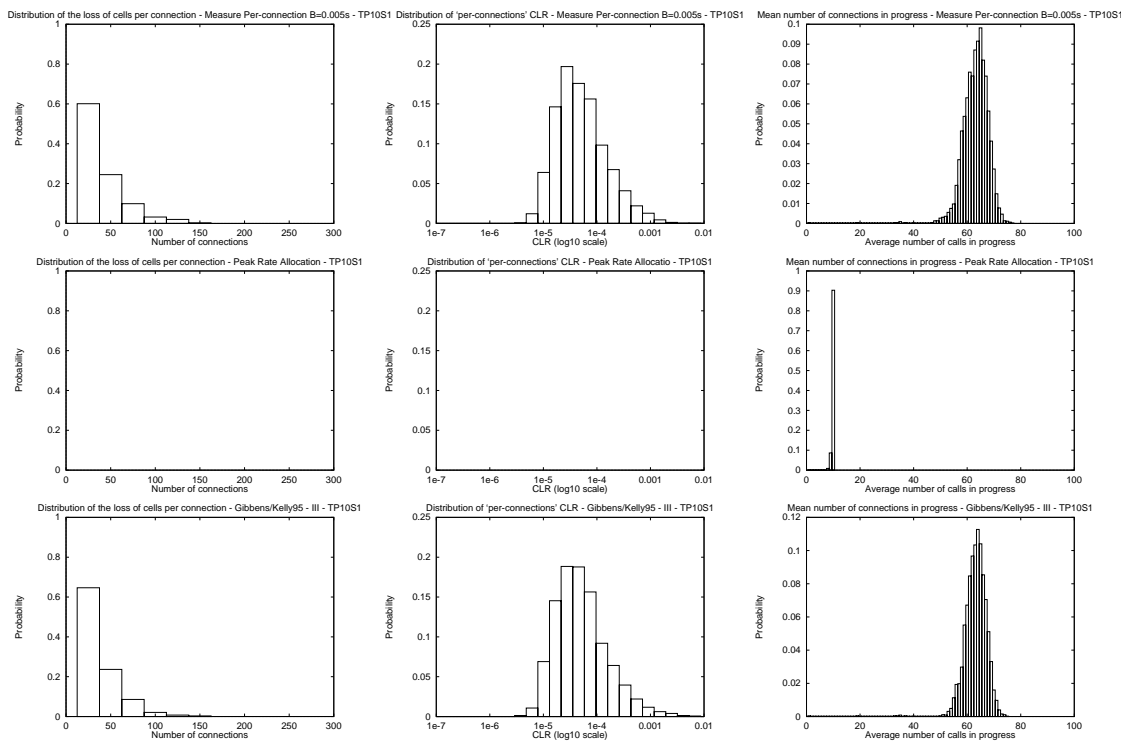 Distribution of the loss of cells per connection - Measure Per-connection B=0.005s - TP10S1
1
0.8
0.6
0.4
0.2
0
Probability
0 50 100 150 200 250 300
Number of connections
Distribution of 'per-connections' CLR - Measure Per-connection B=0.005s - TP10S1
0.25
0.2
0.15
0.1
0.05
0
Probability
1e-7 1e-6 1e-5 1e-4 0.001 0.01
CLR (log10 scale)
Mean number of connections in progress - Measure Per-connection B=0.005s - TP10S1
0.1
0.09
0.08
0.07
0.06
0.05
0.04
0.03
0.02
0.01
0
Probability
0 20 40 60 80 100
Average number of calls in progress
Distribution of the loss of cells per connection - Peak Rate Allocation - TP10S1
1
0.8
0.6
0.4
0.2
0
Probability
0 50 100 150 200 250 300
Number of connections
Distribution of 'per-connections' CLR - Peak Rate Allocatio - TP10S1
0.25
0.2
0.15
0.1
0.05
0
Probability
1e-7 1e-6 1e-5 1e-4 0.001 0.01
CLR (log10 scale)
Mean number of connections in progress - Peak Rate Allocation - TP10S1
1
0.9
0.8
0.7
0.6
0.5
0.4
0.3
0.2
0.1
0
Probability
0 20 40 60 80 100
Average number of calls in progress
Distribution of the loss of cells per connection - Gibbens/Kelly95 - III - TP10S1
1
0.8
0.6
0.4
0.2
0
Probability
0 50 100 150 200 250 300
Number of connections
Distribution of 'per-connections' CLR - Gibbens/Kelly95 - III - TP10S1
0.25
0.2
0.15
0.1
0.05
0
Probability
1e-7 1e-6 1e-5 1e-4 0.001 0.01
CLR (log10 scale)
Mean number of connections in progress - Gibbens/Kelly95 - III - TP10S1
0.12
0.1
0.08
0.06
0.04
0.02
0
Probability
0 20 40 60 80 100
Average number of calls in progress